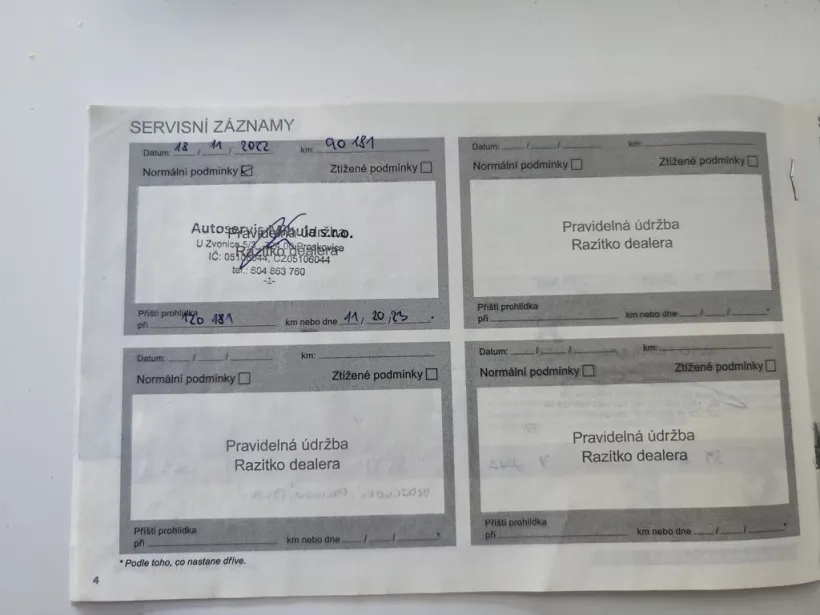 SERVISNÍ ZÁZNAMY
Datum: 18 / 11 / 2022 km: 90 181
Normální podmínky Ztížené podmínky
Autoservis s.r.o.
Pravidelná údržba
U Zvonice
Razítko dealera
IČ: CZ05106044
tel.: 604 863 760
-1-
Příští prohlídka
při 120 181 km nebo dne 11, 20, 23 *
Datum: / / km:
Normální podmínky Ztížené podmínky
Pravidelná údržba
Razítko dealera
Příští prohlídka
při km nebo dne / / *
Datum: / / km:
Normální podmínky Ztížené podmínky
Pravidelná údržba
Razítko dealera
Příští prohlídka
při km nebo dne / / *
Datum: / / km:
Normální podmínky Ztížené podmínky
Pravidelná údržba
Razítko dealera
Příští prohlídka
při km nebo dne / / *
* Podle toho, co nastane dříve.
4